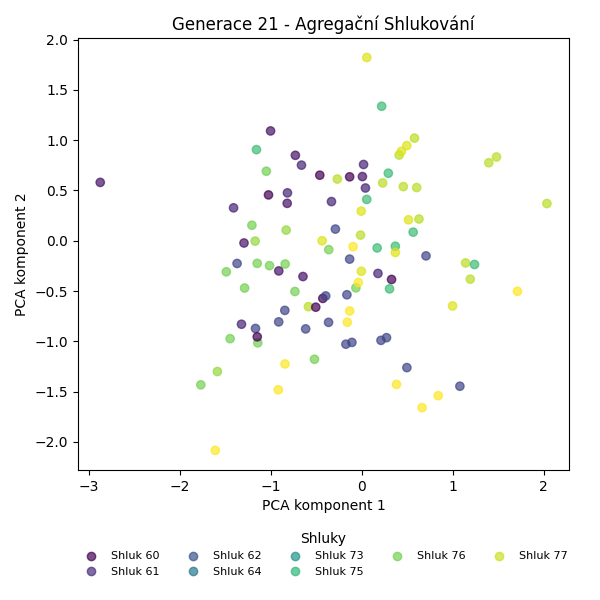 Generace 21 - Agregační Shlukování
2.0
1.5
1.0
0.5
0.0
−0.5
−1.0
−1.5
−2.0
PCA komponent 2
−3 −2 −1 0 1 2
PCA komponent 1
Shluky
Shluk 60 Shluk 62 Shluk 73 Shluk 76 Shluk 77
Shluk 61 Shluk 64 Shluk 75